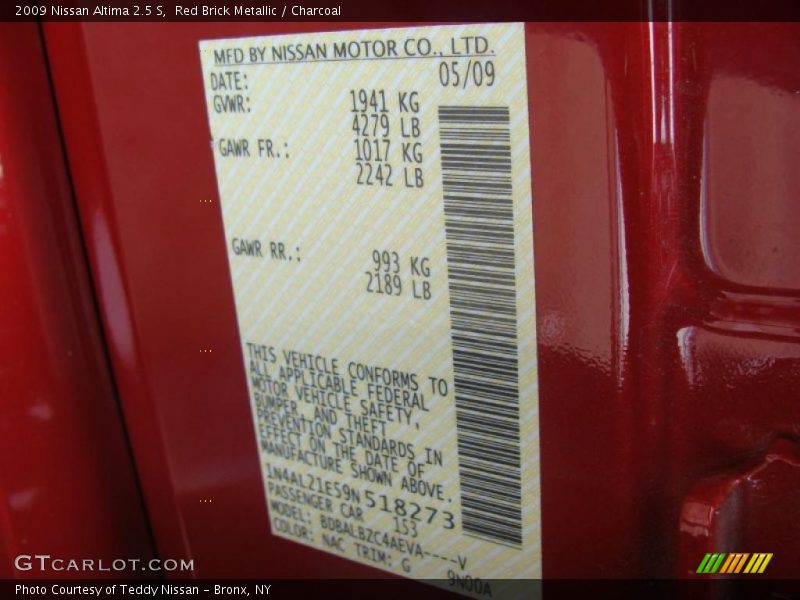 2009 Nissan Altima 2.5 S,  Red Brick Metallic / Charcoal
MFD BY NISSAN MOTOR CO., LTD.
DATE: 05/09
GVWR: 1941 KG
4279 LB
GAWR FR.: 1017 KG
2242 LB
GAWR RR.: 993 KG
2189 LB
THIS VEHICLE CONFORMS TO
ALL APPLICABLE FEDERAL
MOTOR VEHICLE SAFETY,
BUMPER, AND THEFT
PREVENTION STANDARDS IN
EFFECT ON THE DATE OF
MANUFACTURE SHOWN ABOVE.
1N4AL21E59N518273
PASSENGER CAR 1S3
MODEL: BDBALBZC4AEVA----V
COLOR: NAC TRIM: G 9N00A
GTCARLOT.COM
Photo Courtesy of Teddy Nissan - Bronx, NY